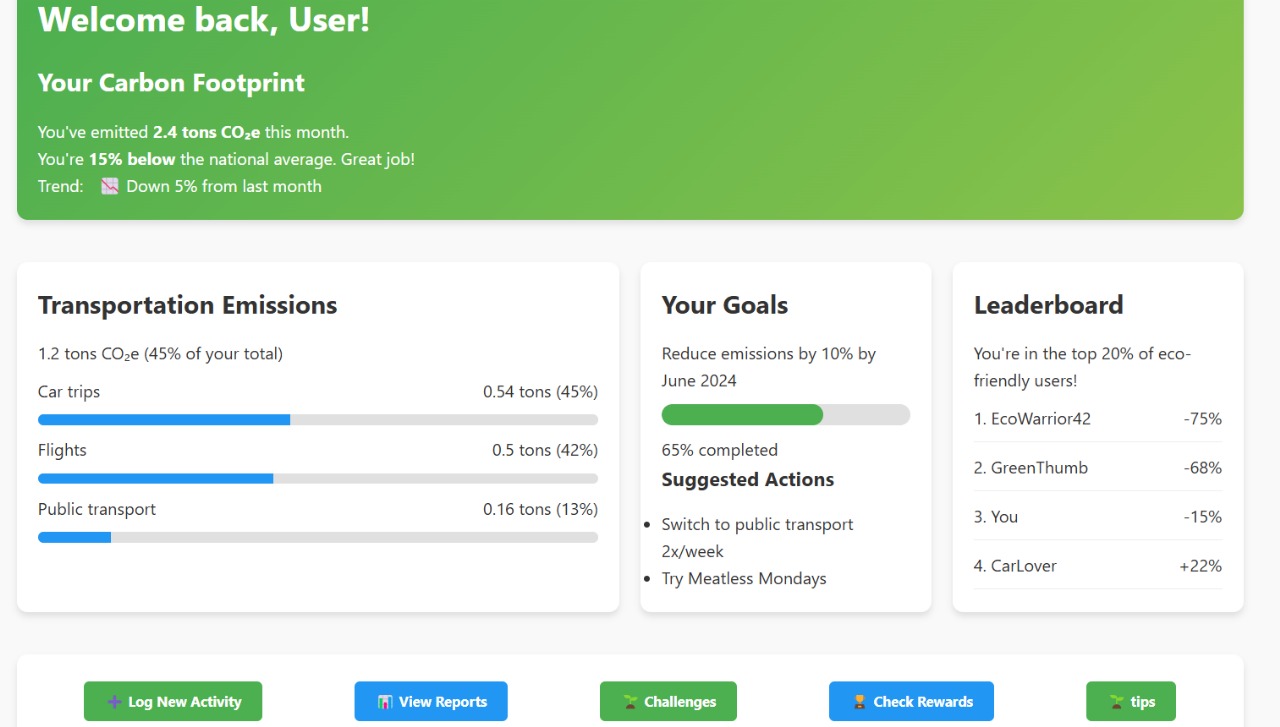 Welcome back, User!
Your Carbon Footprint
You've emitted 2.4 tons CO₂e this month.
You're 15% below the national average. Great job!
Trend: 📉 Down 5% from last month
Transportation Emissions
1.2 tons CO₂e (45% of your total)
Car trips 0.54 tons (45%)
Flights 0.5 tons (42%)
Public transport 0.16 tons (13%)
Your Goals
Reduce emissions by 10% by
June 2024
65% completed
Suggested Actions
• Switch to public transport
2x/week
• Try Meatless Mondays
Leaderboard
You're in the top 20% of eco-
friendly users!
1. EcoWarrior42 -75%
2. GreenThumb -68%
3. You -15%
4. CarLover +22%
➕ Log New Activity
📊 View Reports
🌱 Challenges
🏆 Check Rewards
🌱 tips